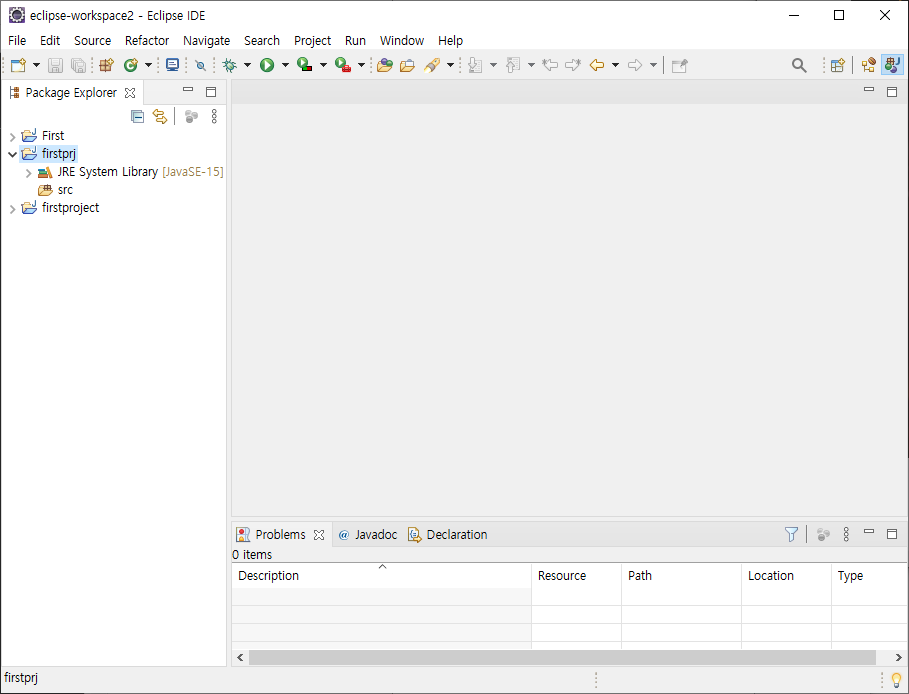 eclipse-workspace2 - Eclipse IDE
File Edit Source Refactor Navigate Search Project Run Window Help
Package Explorer
First
firstprj
JRE System Library [JavaSE-15]
src
firstproject
Problems @ Javadoc Declaration
0 items
Description Resource Path Location Type
firstprj